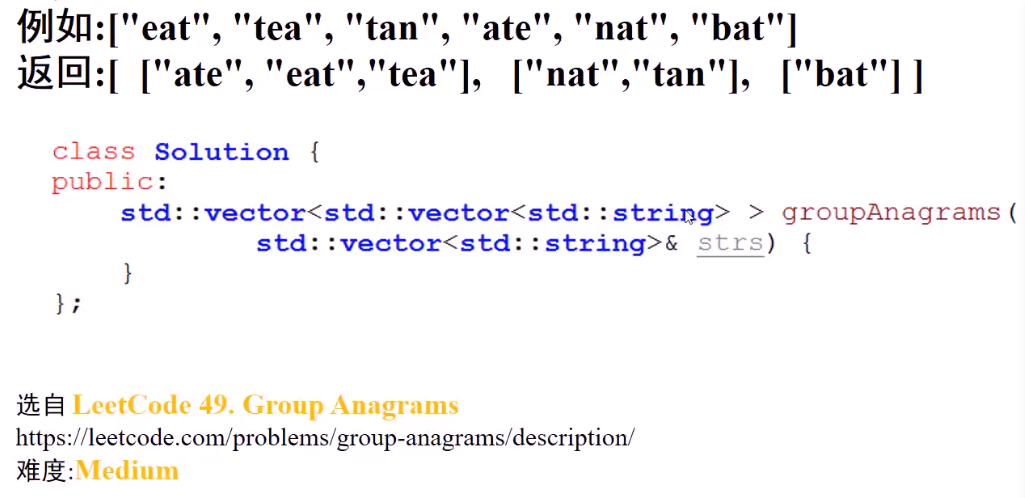 例如:["eat", "tea", "tan", "ate", "nat", "bat"]
返回:[ ["ate", "eat","tea"], ["nat","tan"], ["bat"] ]
class Solution {
public:
std::vector<std::vector<std::string> > groupAnagrams(
std::vector<std::string>& strs) {
}
};
选自 LeetCode 49. Group Anagrams
https://leetcode.com/problems/group-anagrams/description/
难度:Medium